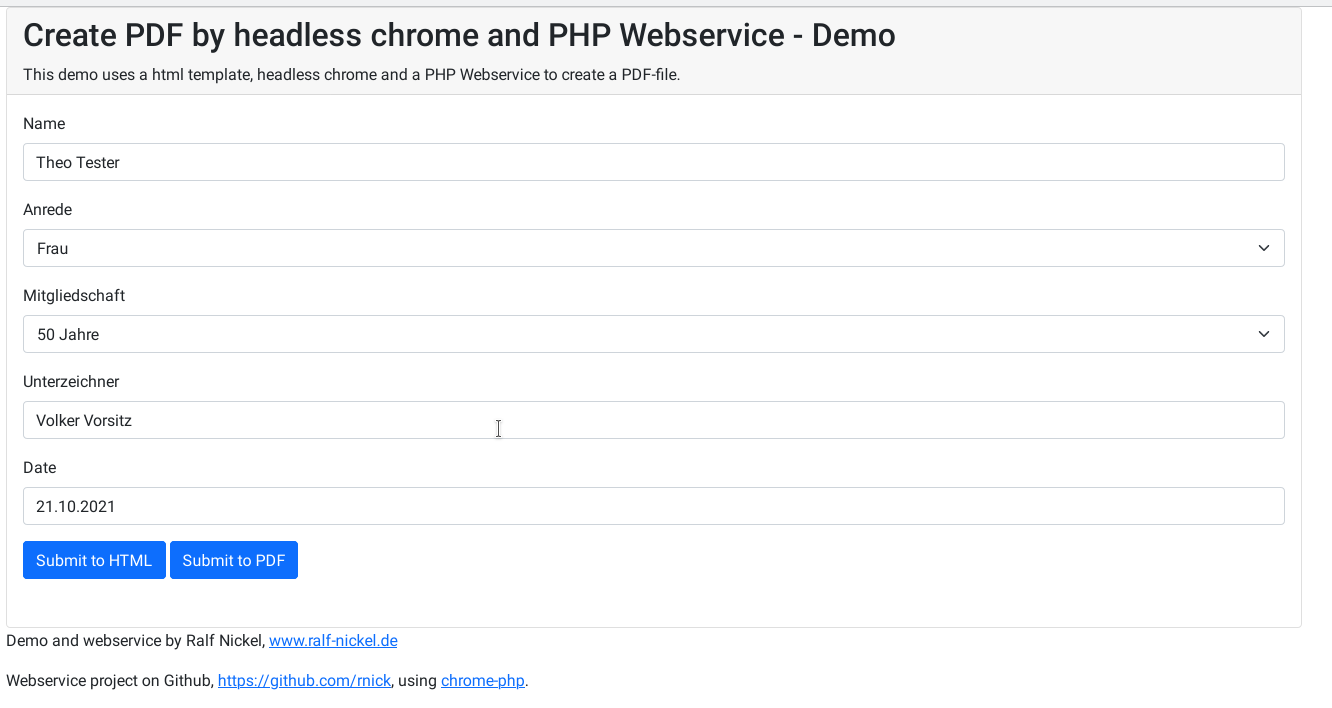 Create PDF by headless chrome and PHP Webservice - Demo
This demo uses a html template, headless chrome and a PHP Webservice to create a PDF-file.
Name
Theo Tester
Anrede
Frau
Mitgliedschaft
50 Jahre
Unterzeichner
Volker Vorsitz
Date
21.10.2021
Submit to HTML Submit to PDF
Demo and webservice by Ralf Nickel, www.ralf-nickel.de
Webservice project on Github, https://github.com/rnick, using chrome-php.